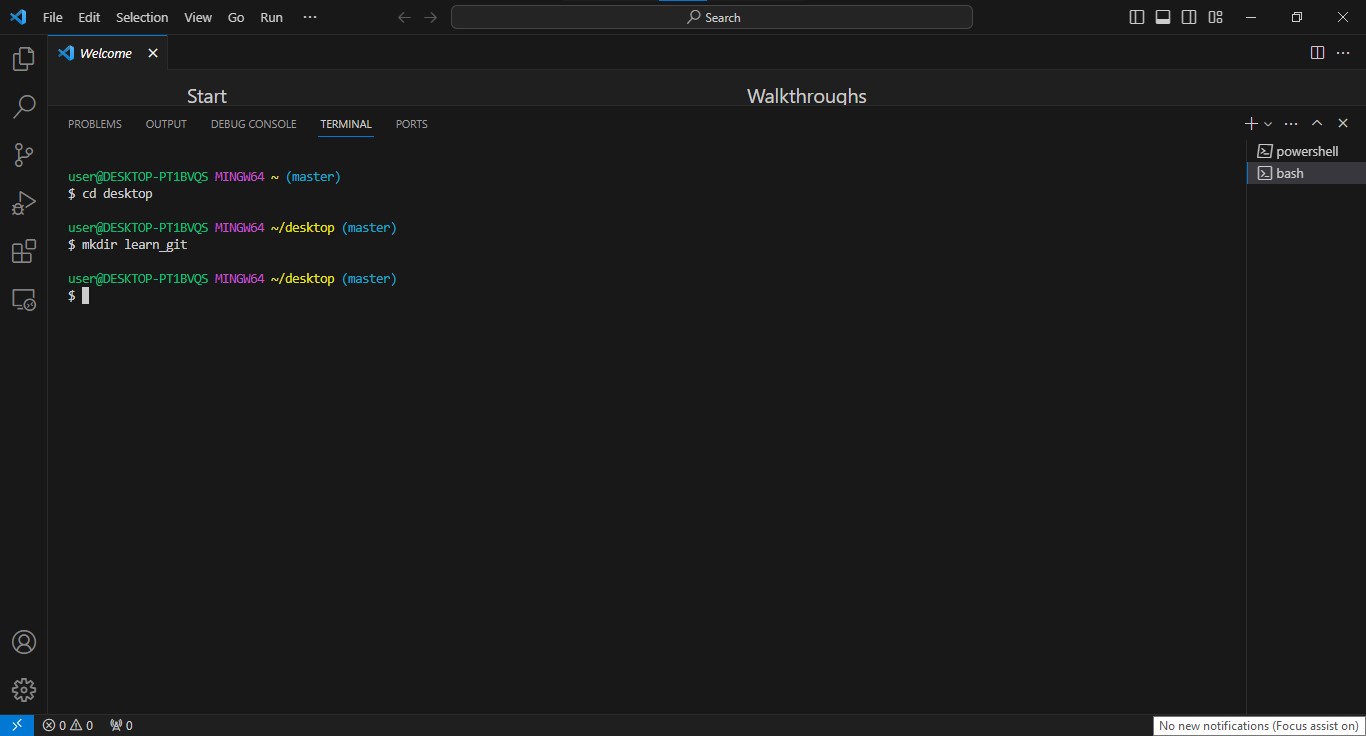 File Edit Selection View Go Run ··· Search
Welcome
Start Walkthroughs
PROBLEMS OUTPUT DEBUG CONSOLE TERMINAL PORTS
powershell
bash
user@DESKTOP-PT1BVQS MINGW64 ~ (master)
$ cd desktop
user@DESKTOP-PT1BVQS MINGW64 ~/desktop (master)
$ mkdir learn_git
user@DESKTOP-PT1BVQS MINGW64 ~/desktop (master)
$
0 0 0
No new notifications (Focus assist on)